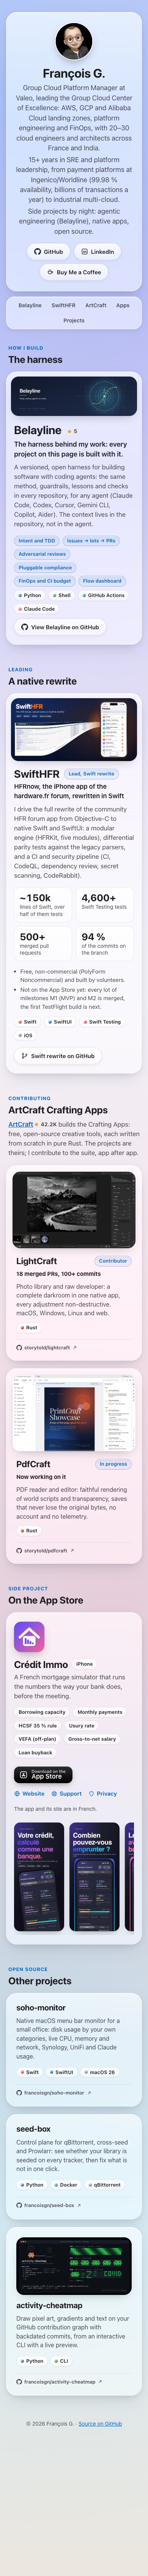 François G.
Group Cloud Platform Manager at
Valeo, leading the Group Cloud Center
of Excellence: AWS, GCP and Alibaba
Cloud landing zones, platform
engineering and FinOps, with 20–30
cloud engineers and architects across
France and India.
15+ years in SRE and platform
leadership, from payment platforms at
Ingenico/Worldline (99.98 %
availability, billions of transactions a
year) to industrial multi-cloud.
Side projects by night: agentic
engineering (Belayline), native apps,
open source.
GitHub
LinkedIn
Buy Me a Coffee
Belayline SwiftHFR ArtCraft Apps
Projects
HOW I BUILD
The harness
Belayline
Belayline ★ 5
The harness behind my work: every
project on this page is built with it.
A versioned, open harness for building
software with coding agents: the same
method, guardrails, lessons and checks
in every repository, for any agent (Claude
Code, Codex, Cursor, Gemini CLI,
Copilot, Aider). The context lives in the
repository, not in the agent.
Intent and TDD
Issues → lots → PRs
Adversarial reviews
Pluggable compliance
FinOps and CI budget
Flow dashboard
Python
Shell
GitHub Actions
Claude Code
View Belayline on GitHub
LEADING
A native rewrite
SwiftHFR
SwiftHFR
Lead, Swift rewrite
HFRnow, the iPhone app of the
hardware.fr forum, rewritten in Swift
I drive the full rewrite of the community
HFR forum app from Objective-C to
native Swift and SwiftUI: a modular
engine (HFRKit, five modules), differential
parity tests against the legacy parsers,
and a CI and security pipeline (CI,
CodeQL, dependency review, secret
scanning, CodeRabbit).
~150k
lines of Swift, over
half of them tests
4,600+
Swift Testing tests
500+
merged pull
requests
94 %
of the commits on
the branch
Free, non-commercial (PolyForm
Noncommercial) and built by volunteers.
Not on the App Store yet: every lot of
milestones M1 (MVP) and M2 is merged,
the first TestFlight build is next.
Swift
SwiftUI
Swift Testing
iOS
Swift rewrite on GitHub
CONTRIBUTING
ArtCraft Crafting Apps
ArtCraft ★ 42.2K builds the Crafting Apps:
free, open-source creative tools, each written
from scratch in pure Rust. The projects are
theirs; I contribute to the suite, app after app.
LightCraft
Contributor
18 merged PRs, 100+ commits
Photo library and raw developer: a
complete darkroom in one app, every
edit adjustment non-destructive.
macOS, Windows, Linux and web.
Rust
storytold/lightcraft ↗
PrintCraft
Showcase
PdfCraft
In progress
Now working on it
PDF reader and editor: faithful rendering
of world scripts and transparency, saves
that never lose the original bytes, no
account and no telemetry.
Rust
storytold/pdfcraft ↗
SIDE PROJECT
On the App Store
Crédit Immo
iPhone
A French mortgage simulator that runs
the numbers the way your bank does,
before the meeting.
Borrowing capacity
Monthly payments
HCSF 35 % rule
Usury rate
VEFA (off-plan)
Gross-to-net salary
Loan buyback
Download on the
App Store
Website
Support
Privacy
The app and its site are in French.
Votre crédit,
calculé
comme une
banque.
Combien
pouvez-vous
emprunter ?
OPEN SOURCE
Other projects
soho-monitor
Native macOS menu bar monitor for a
small office: disk usage by your own
categories, live CPU, memory and
network, Synology, UniFi and Claude
usage.
Swift
SwiftUI
macOS 26
francoisgn/soho-monitor ↗
seed-box
Control plane for qBittorrent, cross-seed
and Prowlarr: see whether your library is
seeded on every tracker, then fix what is
not in one click.
Python
Docker
qBittorrent
francoisgn/seed-box ↗
activity-cheatmap
Draw pixel art, gradients and text on your
GitHub contribution graph with
backdated commits, from an interactive
CLI with a live preview.
Python
CLI
francoisgn/activity-cheatmap ↗
© 2026 François G. · Source on GitHub